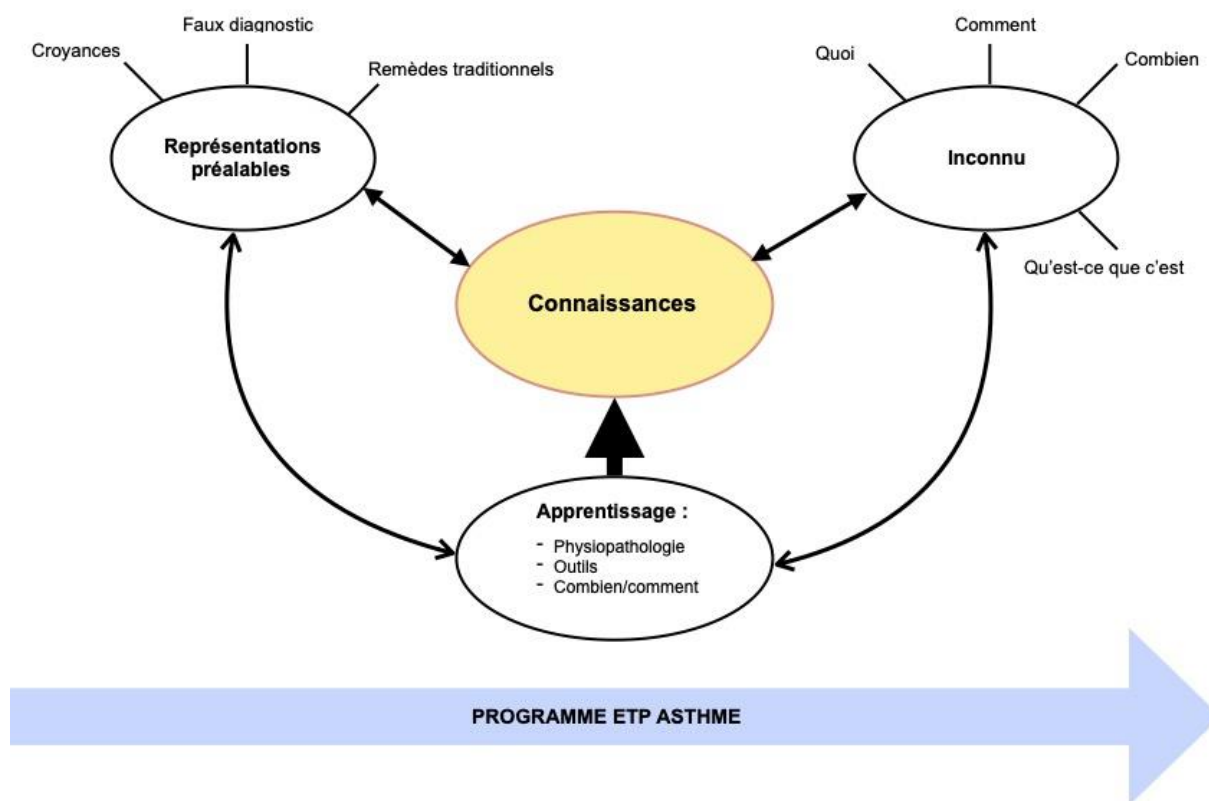 Faux diagnostic
Croyances
Remèdes traditionnels
Représentations
préalables
Comment
Quoi
Combien
Inconnu
Qu'est-ce que c'est
Connaissances
Apprentissage :
- Physiopathologie
- Outils
- Combien/comment
PROGRAMME ETP ASTHME